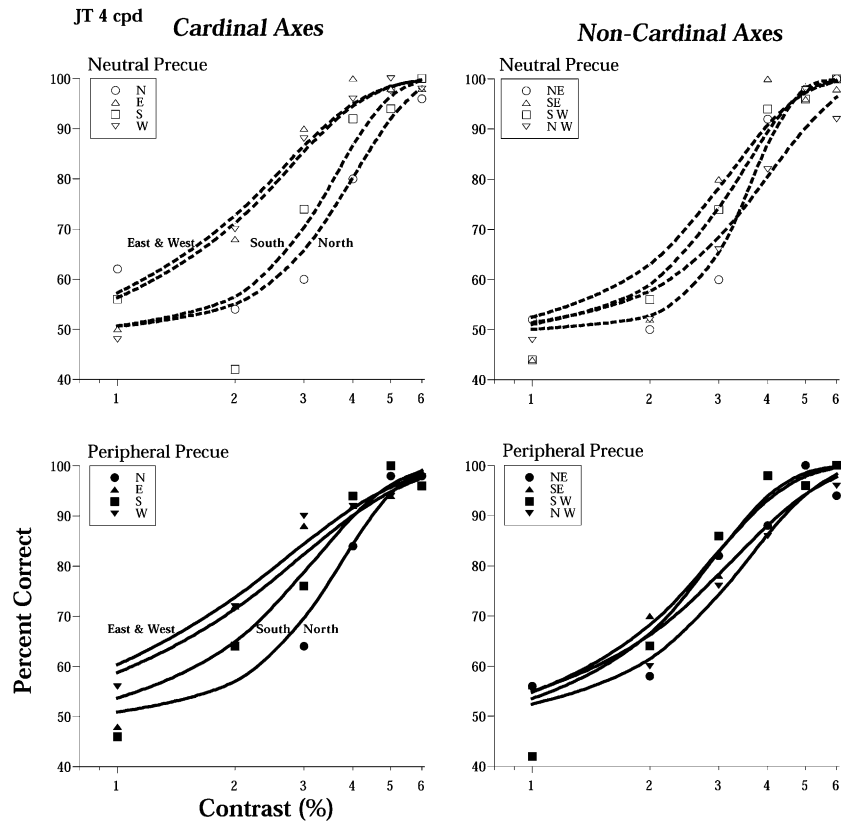 JT 4 cpd
Cardinal Axes
Non-Cardinal Axes
Neutral Precue
100
90
80
70
60
50
40
N
E
S
W
East & West
South
North
1
2
3
4
5
6
Neutral Precue
100
90
80
70
60
50
40
NE
SE
S W
N W
1
2
3
4
5
6
Peripheral Precue
100
90
80
70
60
50
40
N
E
S
W
East & West
South
North
1
2
3
4
5
6
Peripheral Precue
100
90
80
70
60
50
40
NE
SE
S W
N W
1
2
3
4
5
6
Percent Correct
Contrast (%)